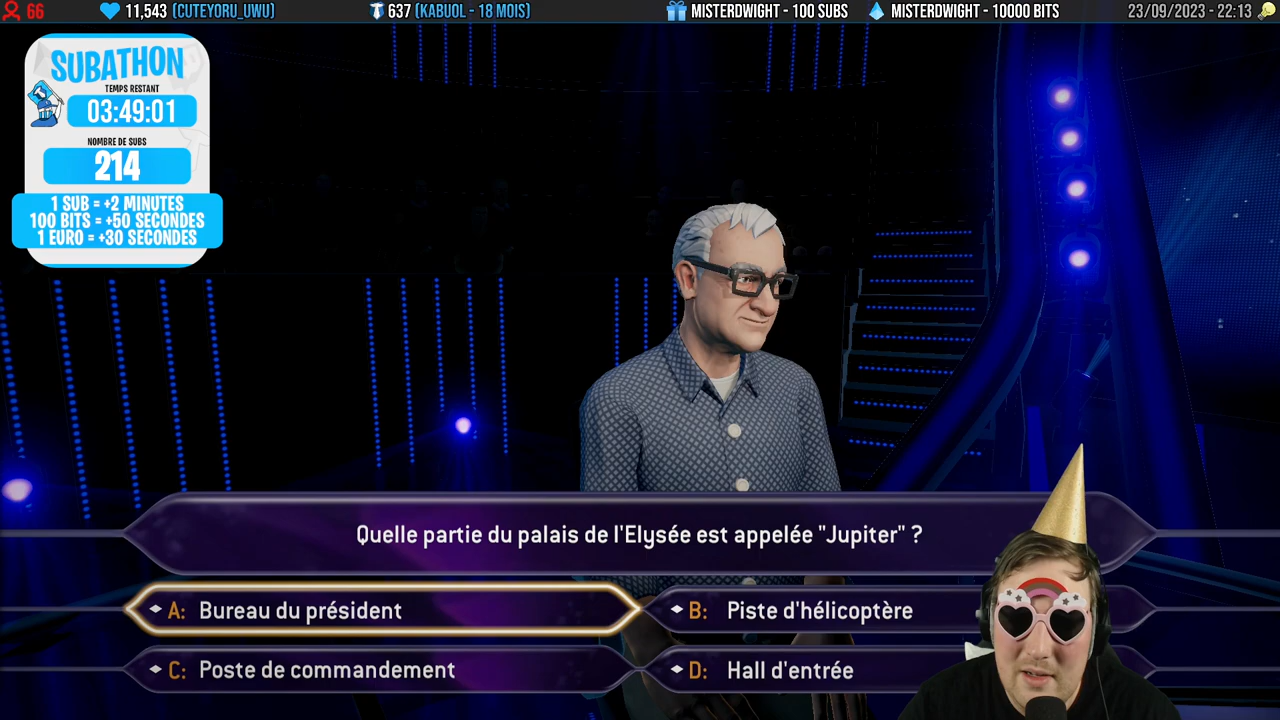 66
11,543 (CUTEYORU_UWU)
637 (KABUOL - 18 MOIS)
MISTERDWIGHT - 100 SUBS
MISTERDWIGHT - 10000 BITS
23/09/2023 - 22:13
SUBATHON
TEMPS RESTANT
03:49:01
NOMBRE DE SUBS
214
1 SUB = +2 MINUTES
100 BITS = +50 SECONDES
1 EURO = +30 SECONDES
Quelle partie du palais de l'Elysée est appelée "Jupiter" ?
A: Bureau du président
B: Piste d'hélicoptère
C: Poste de commandement
D: Hall d'entrée